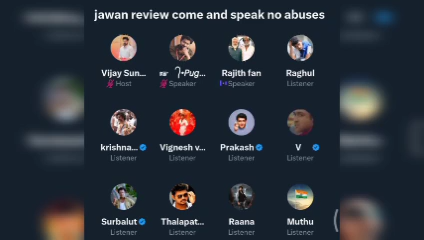 jawan review come and speak no abuses
Vijay Sun... Rajith fan Raghul
Host Speaker Speaker Listener
krishna... Vignesh v... Prakash V
Listener Listener Listener Listener
Surbalut Thalapat... Raana Muthu
Listener Listener Listener Listener